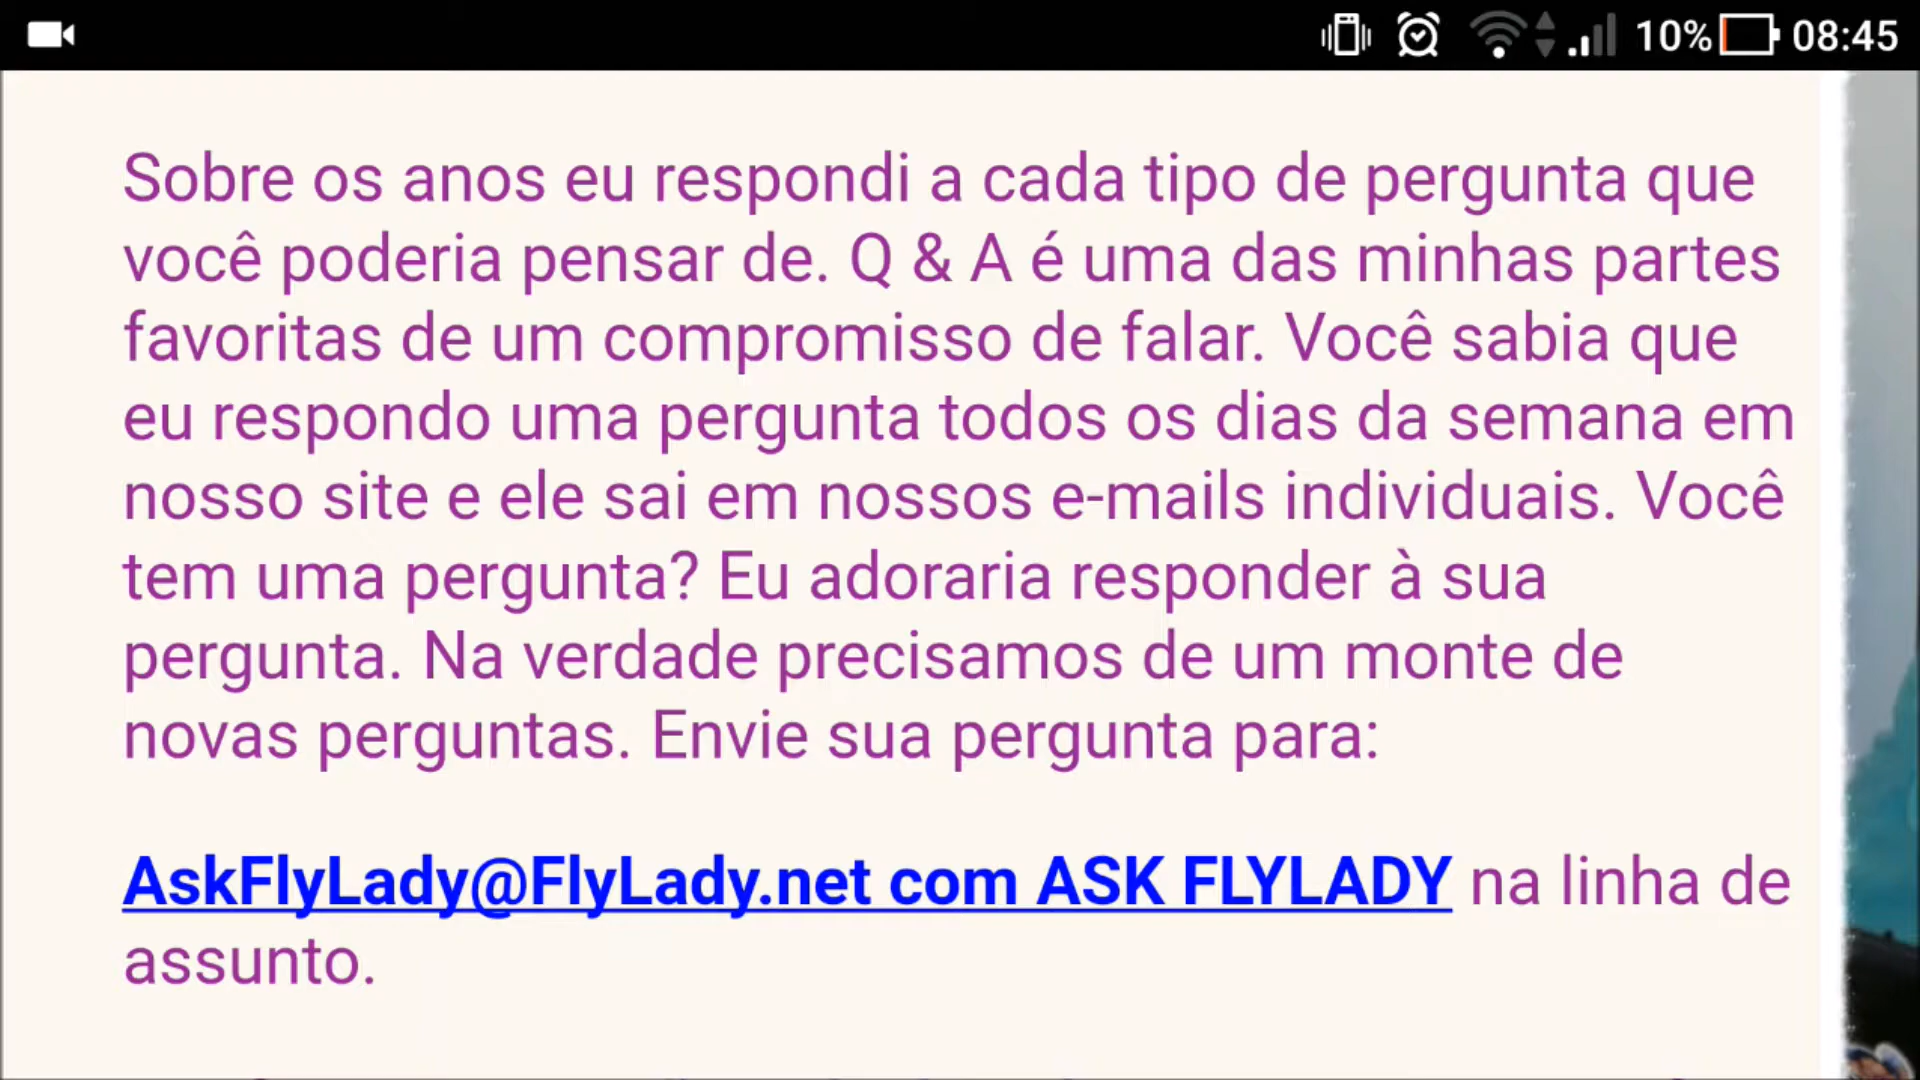 10% 08:45
Sobre os anos eu respondi a cada tipo de pergunta que
você poderia pensar de. Q & A é uma das minhas partes
favoritas de um compromisso de falar. Você sabia que
eu respondo uma pergunta todos os dias da semana em
nosso site e ele sai em nossos e-mails individuais. Você
tem uma pergunta? Eu adoraria responder à sua
pergunta. Na verdade precisamos de um monte de
novas perguntas. Envie sua pergunta para:
AskFlyLady@FlyLady.net com ASK FLYLADY na linha de
assunto.